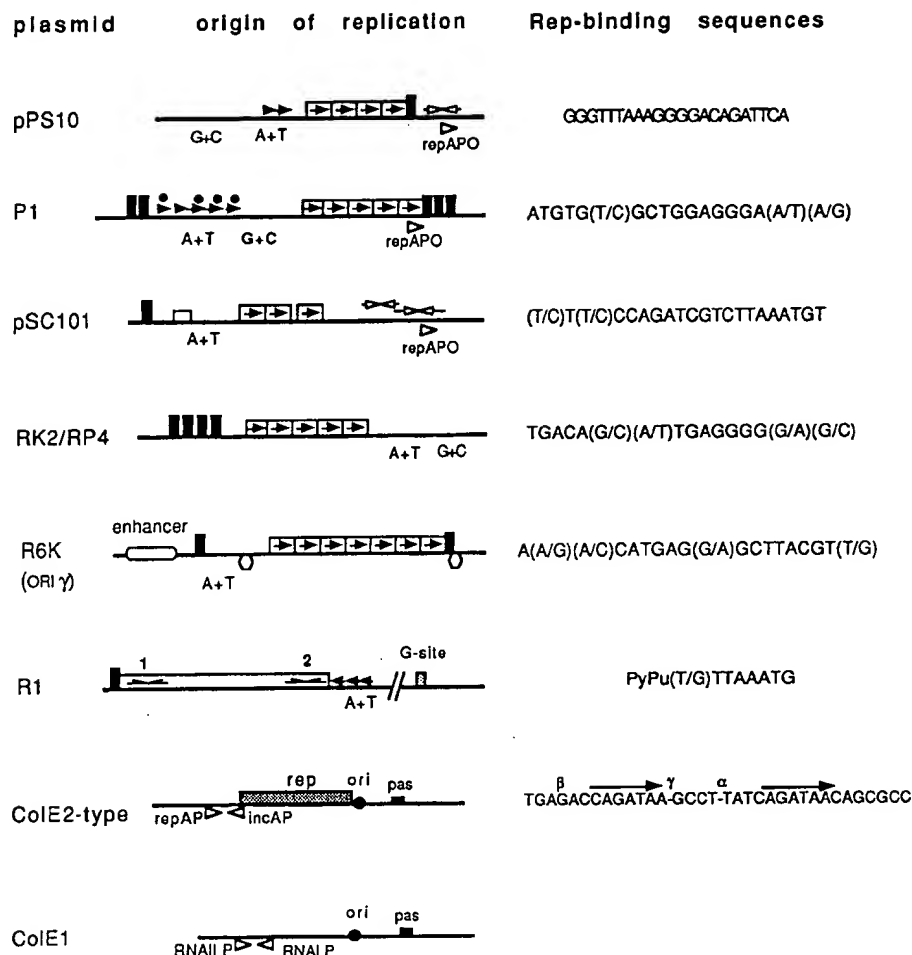 plasmid origin of replication Rep-binding sequences
pPS10 G+C A+T repAPO GGGTTTAAAGGGGACAGATTCA
P1 A+T G+C repAPO ATGTG(T/C)GCTGGAGGGA(A/T)(A/G)
pSC101 A+T repAPO (T/C)T(T/C)CCAGATCGTCTTAAATGT
RK2/RP4 A+T G+C TGACA(G/C)(A/T)TGAGGGG(G/A)(G/C)
enhancer
R6K A(A/G)(A/C)CATGAG(G/A)GCTTACGT(T/G)
(ORI γ) A+T
1 2 G-site
R1 A+T PyPu(T/G)TTAAATG
rep ori pas β γ α
ColE2-type repAP incAP TGAGACCAGATAA-GCCT-TATCAGATAACAGCGCC
ori pas
ColE1 RNAIIP RNAIP